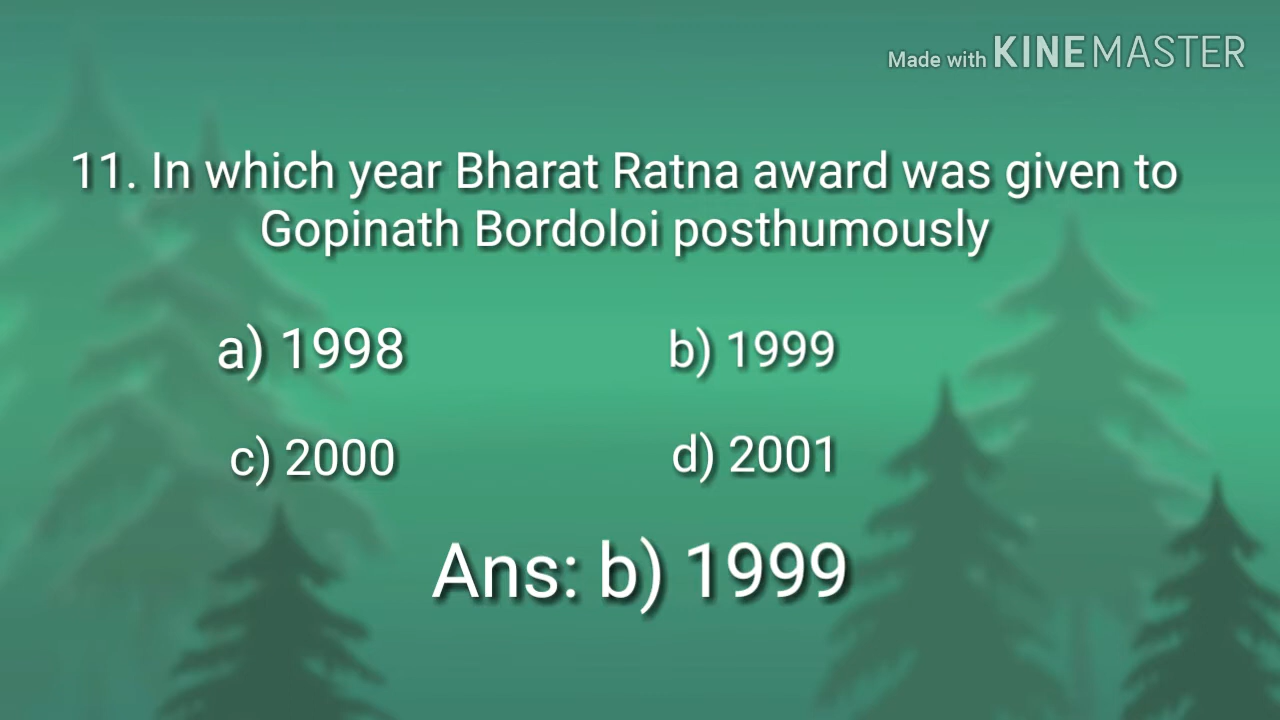 Made with KINEMASTER
11. In which year Bharat Ratna award was given to
Gopinath Bordoloi posthumously
a) 1998 b) 1999
c) 2000 d) 2001
Ans: b) 1999